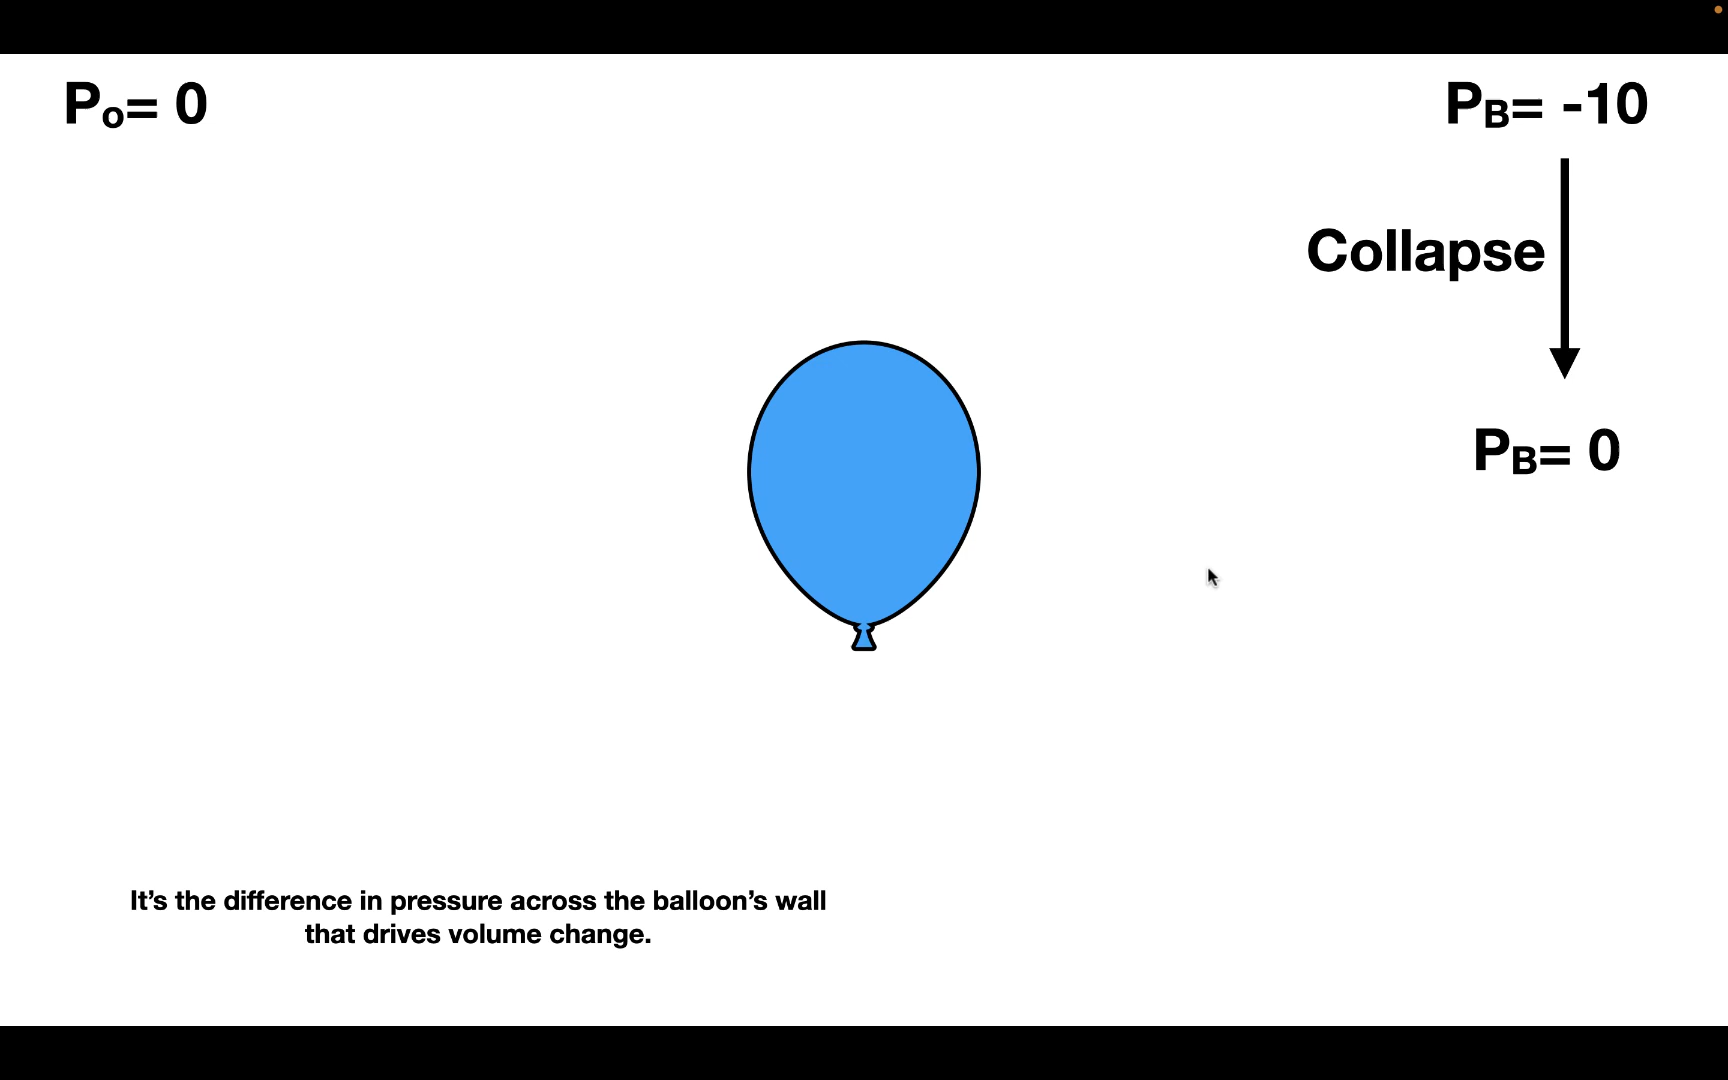 Po= 0
PB= -10
Collapse
PB= 0
It’s the difference in pressure across the balloon’s wall
that drives volume change.